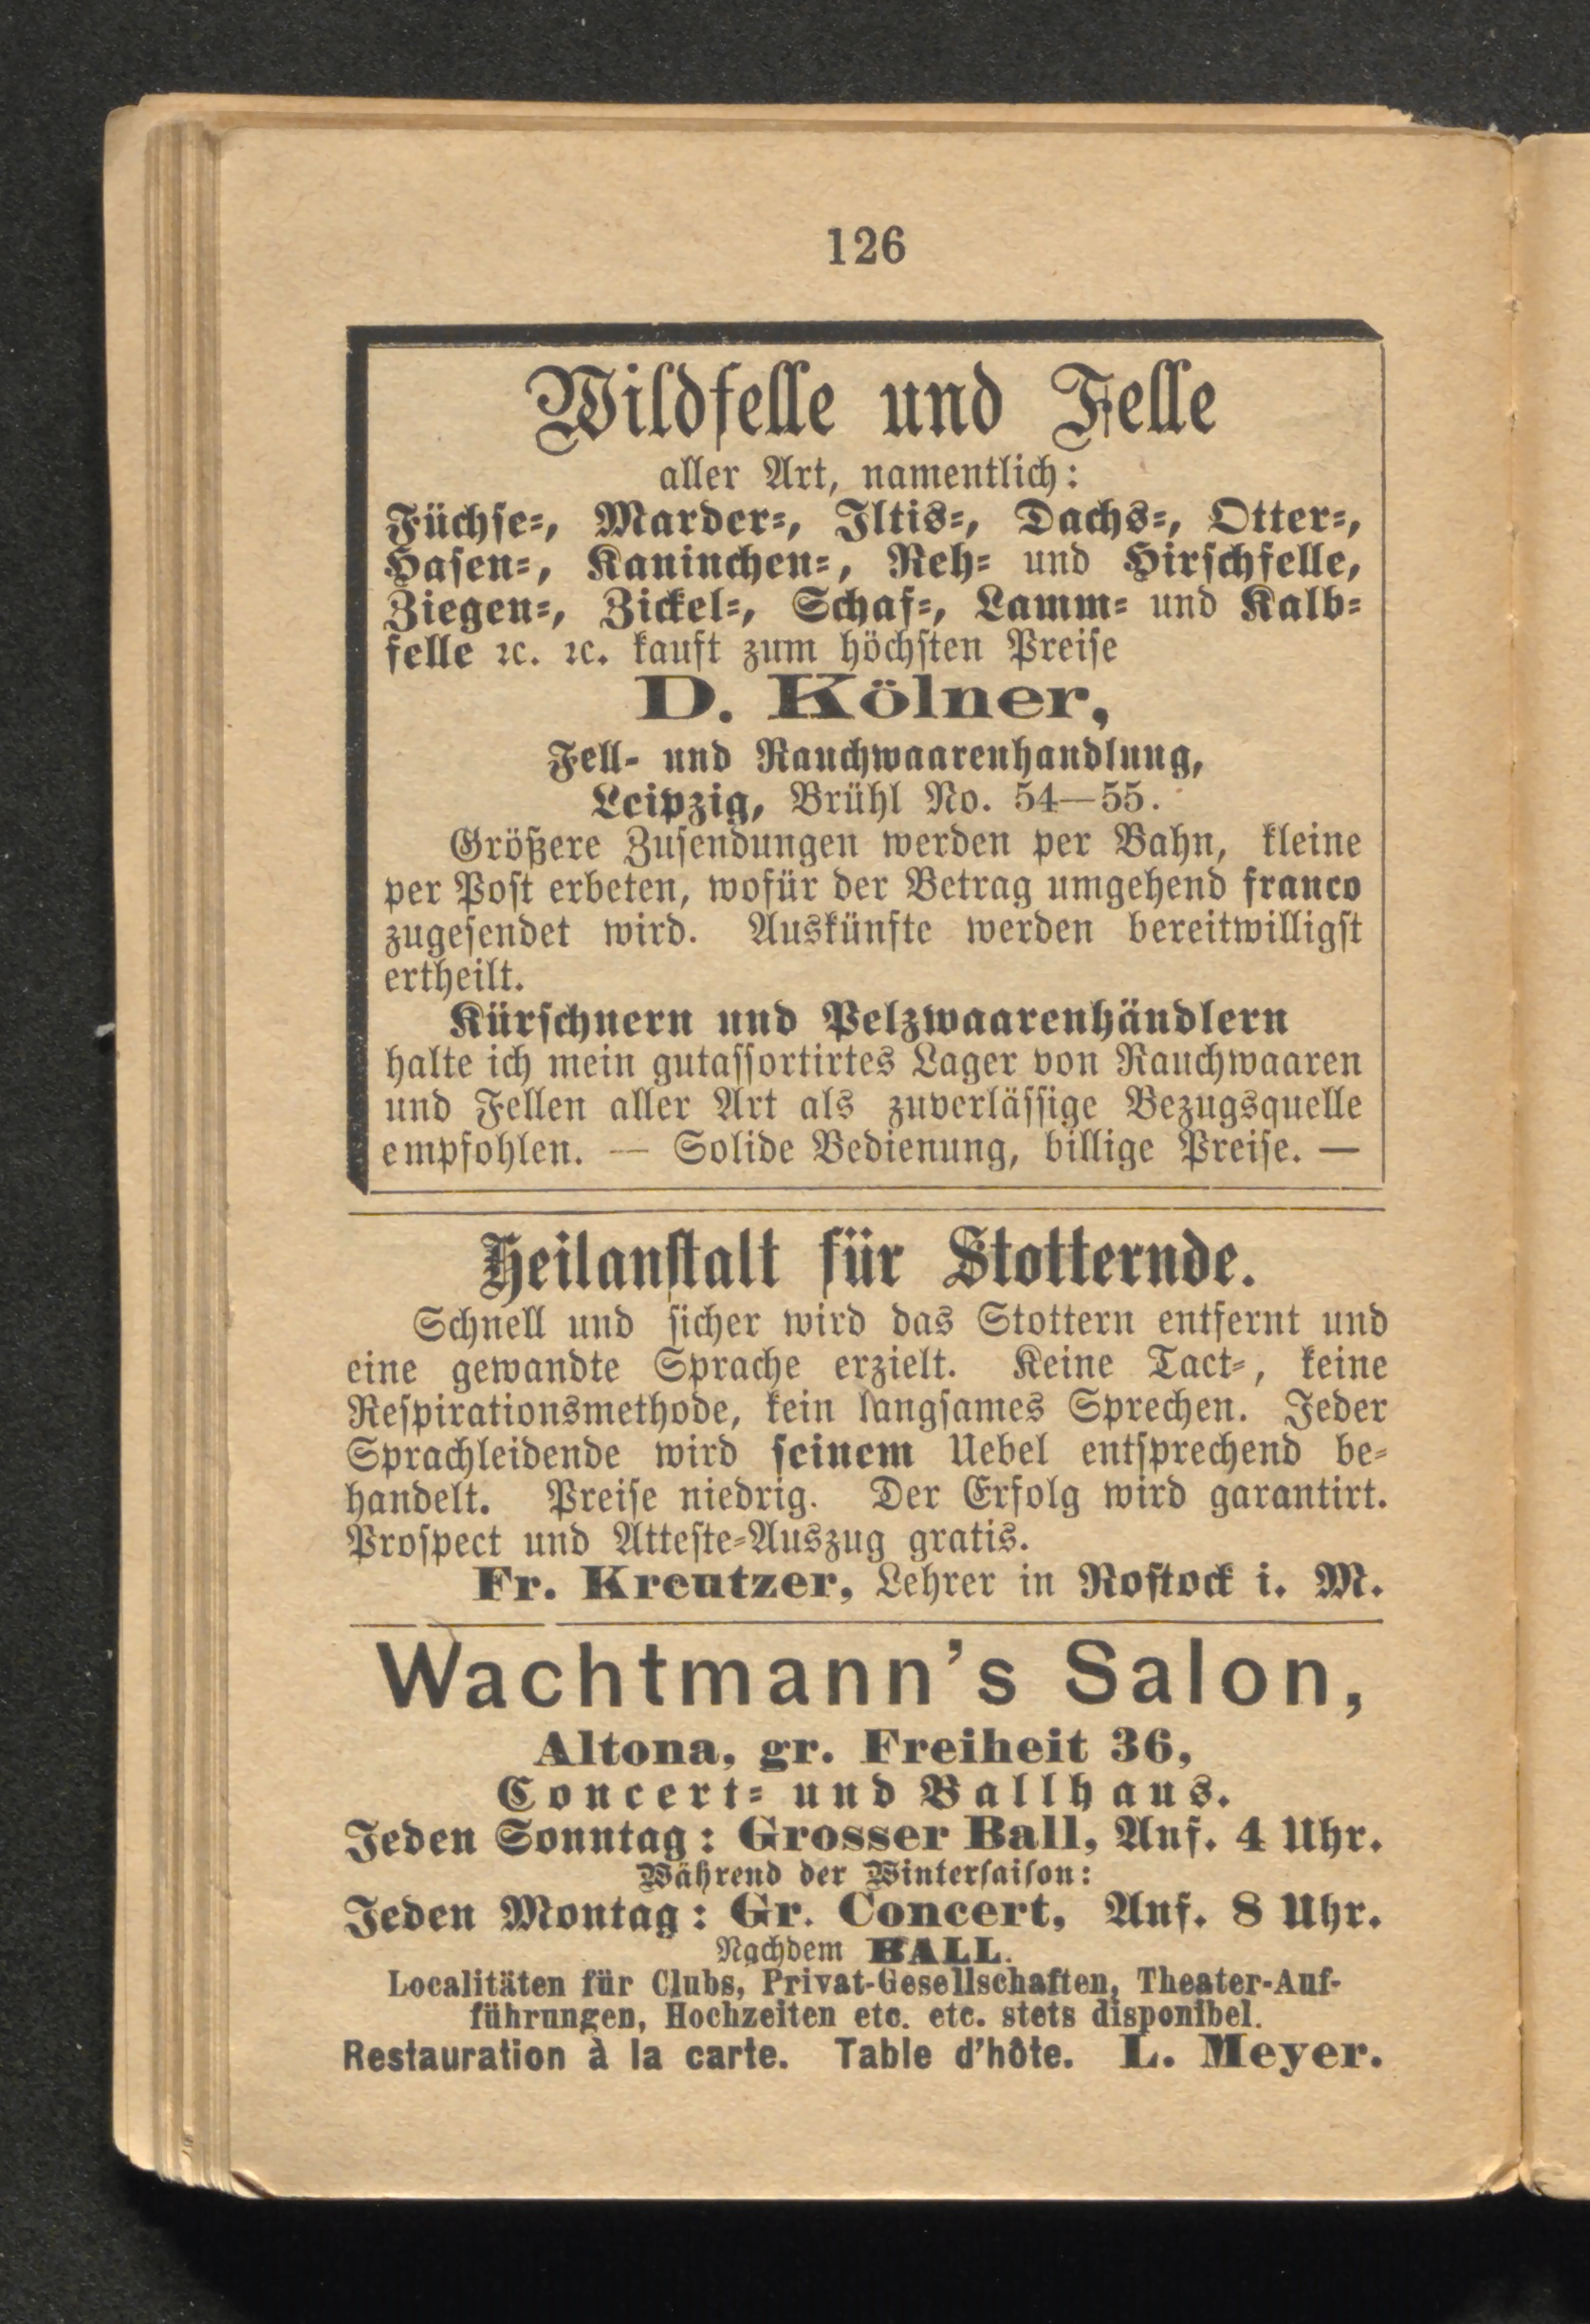 126
Wildfelle und Felle
aller Art, namentlich:
Füchse-, Marder-, Iltis-, Dachs-, Otter-,
Hasen-, Kaninchen-, Reh- und Hirschfelle,
Ziegen-, Zickel-, Schaf-, Lamm- und Kalb-
felle ꝛc. ꝛc. kauft zum höchsten Preise
D. Kölner,
Fell- und Rauchwaarenhandlung,
Leipzig, Brühl No. 54—55.
Größere Zusendungen werden per Bahn, kleine
per Post erbeten, wofür der Betrag umgehend franco
zugesendet wird. Auskünfte werden bereitwilligst
ertheilt.
Kürschnern und Pelzwaarenhändlern
halte ich mein gutassortirtes Lager von Rauchwaaren
und Fellen aller Art als zuverlässige Bezugsquelle
empfohlen. — Solide Bedienung, billige Preise. —
Heilanstalt für Stotternde.
Schnell und sicher wird das Stottern entfernt und
eine gewandte Sprache erzielt. Keine Tact-, keine
Respirationsmethode, kein langsames Sprechen. Jeder
Sprachleidende wird seinem Uebel entsprechend be-
handelt. Preise niedrig. Der Erfolg wird garantirt.
Prospect und Atteste-Auszug gratis.
Fr. Kreutzer, Lehrer in Rostock i. M.
Wachtmann's Salon,
Altona, gr. Freiheit 36,
Concert- und Ballhaus.
Jeden Sonntag: Grosser Ball, Anf. 4 Uhr.
Während der Wintersaison:
Jeden Montag: Gr. Concert, Anf. 8 Uhr.
Nachdem BALL.
Localitäten für Clubs, Privat-Gesellschaften, Theater-Auf-
führungen, Hochzeiten etc. etc. stets disponibel.
Restauration à la carte. Table d'hôte. L. Meyer.